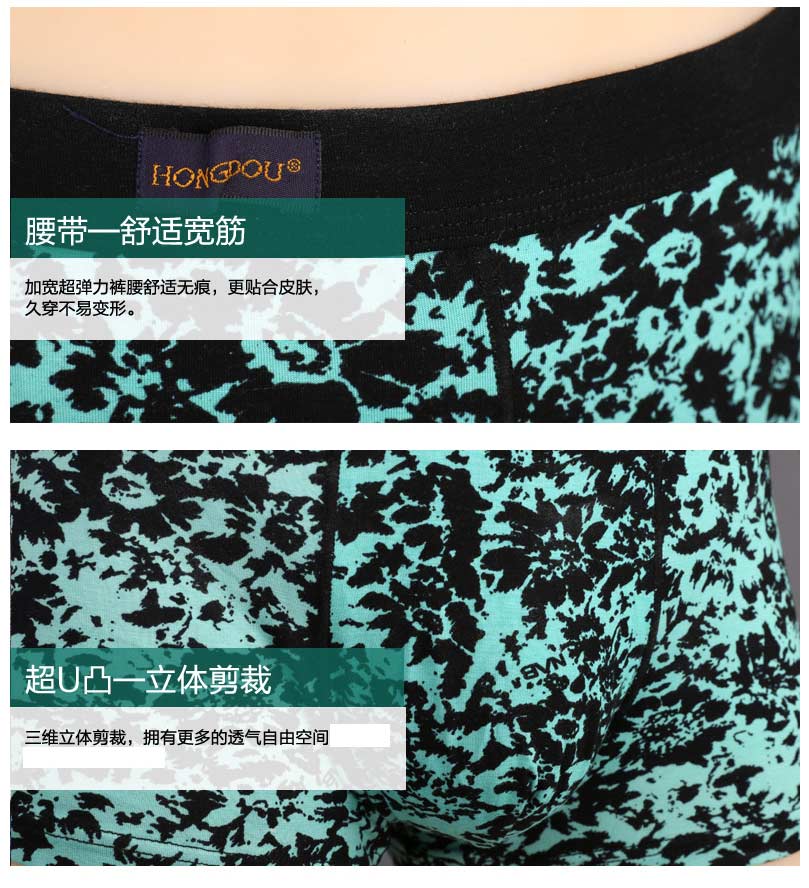 HONGDOU®
腰带—舒适宽筋
加宽超弹力裤腰舒适无痕，更贴合皮肤，
久穿不易变形。
超U凸—立体剪裁
三维立体剪裁，拥有更多的透气自由空间